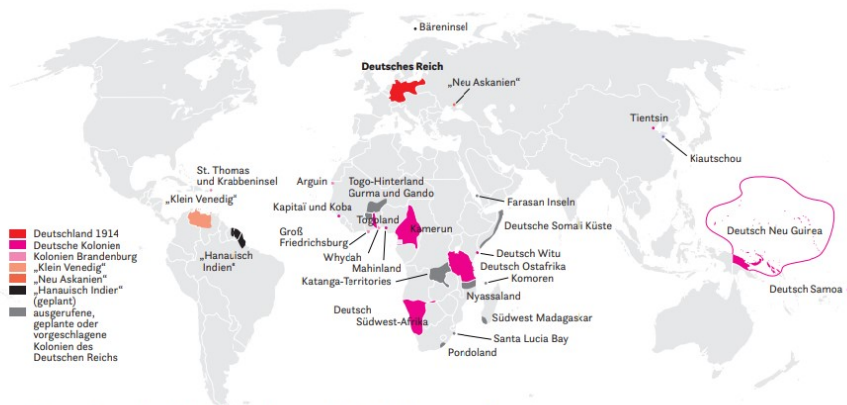 Bäreninsel
Deutsches Reich
„Neu Askanien“
Tientsin
Kiautschou
St. Thomas
und Krabbeninsel
„Klein Venedig“
Arguin
Togo-Hinterland
Gurma und Gando
Kapitaï und Koba
Togoland
Kamerun
Groß
Friedrichsburg
Whydah
Mahinland
Katanga-Territories
Farasan Inseln
Deutsche Somali Küste
Deutsch Witu
Deutsch Ostafrika
Komoren
Nyassaland
Deutsch
Südwest-Afrika
Südwest Madagaskar
Santa Lucia Bay
Pordoland
Deutsch Neu Guirea
Deutsch Samoa
„Hanauisch
Indien“
Deutschland 1914
Deutsche Kolonien
Kolonien Brandenburg
„Klein Venedig“
„Neu Askanien“
„Hanauisch Indier“
(geplant)
ausgerufene,
geplante oder
vorgeschlagene
Kolonien des
Deutschen Reichs